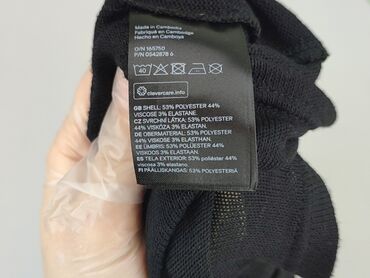 Made in Cambodia
Fabriqué en Cambodge
Hecho en Camboya
O/N 165750
P/N 0542878 6
40
clevercare.info
GB SHELL: 53% POLYESTER 44%
VISCOSE 3% ELASTANE.
CZ SVRCHNÍ LÁTKA: 53% POLYESTER
44% VISKÓZA 3% ELASTAN.
DE OBERMATERIAL: 53% POLYESTER
44% VISKOSE 3% ELASTAN.
EE ÜMBRIS: 53% POLÜESTER 44%
VISKOOS 3% ELASTAAN.
ES TELA EXTERIOR: 53% poliéster 44%
viscosa 3% elastano.
FI PÄÄLLISKANGAS: 53% POLYESTERIÄ